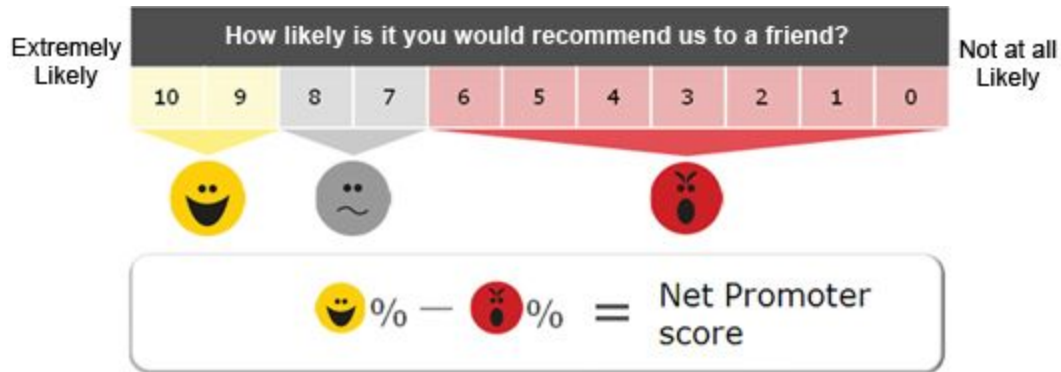 How likely is it you would recommend us to a friend?
Extremely
Likely
Not at all
Likely
10 9 8 7 6 5 4 3 2 1 0
% — % = Net Promoter
score